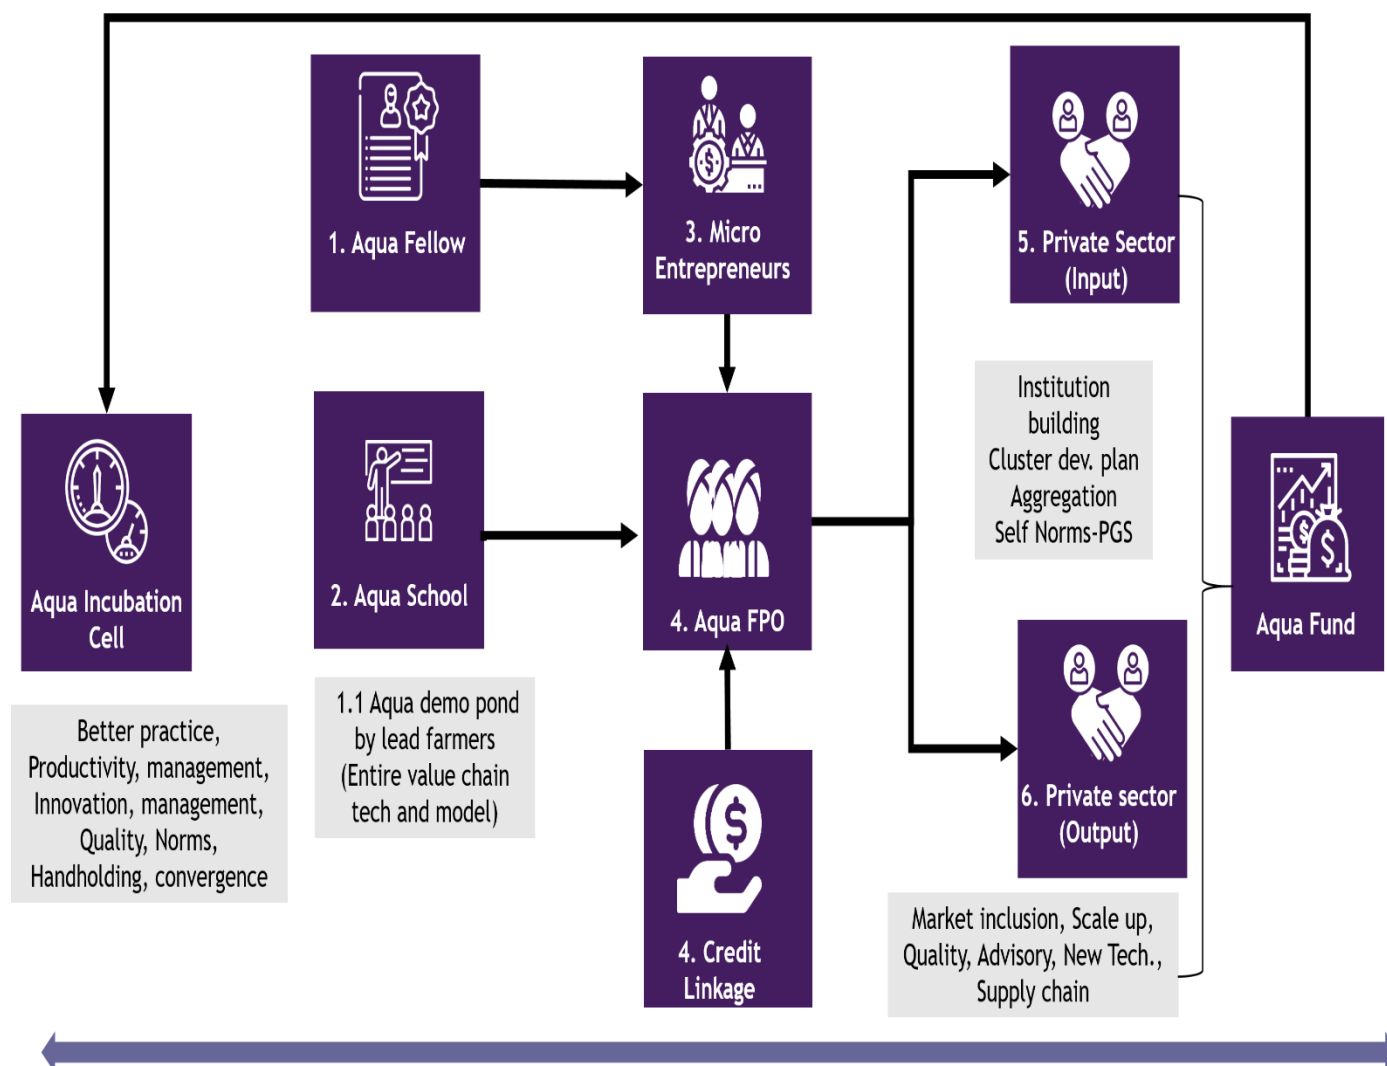 1. Aqua Fellow
3. Micro
Entrepreneurs
5. Private Sector
(Input)
Institution
building
Cluster dev. plan
Aggregation
Self Norms-PGS
Aqua Incubation
Cell
2. Aqua School
4. Aqua FPO
Aqua Fund
Better practice,
Productivity, management,
Innovation, management,
Quality, Norms,
Handholding, convergence
1.1 Aqua demo pond
by lead farmers
(Entire value chain
tech and model)
6. Private sector
(Output)
4. Credit
Linkage
Market inclusion, Scale up,
Quality, Advisory, New Tech.,
Supply chain